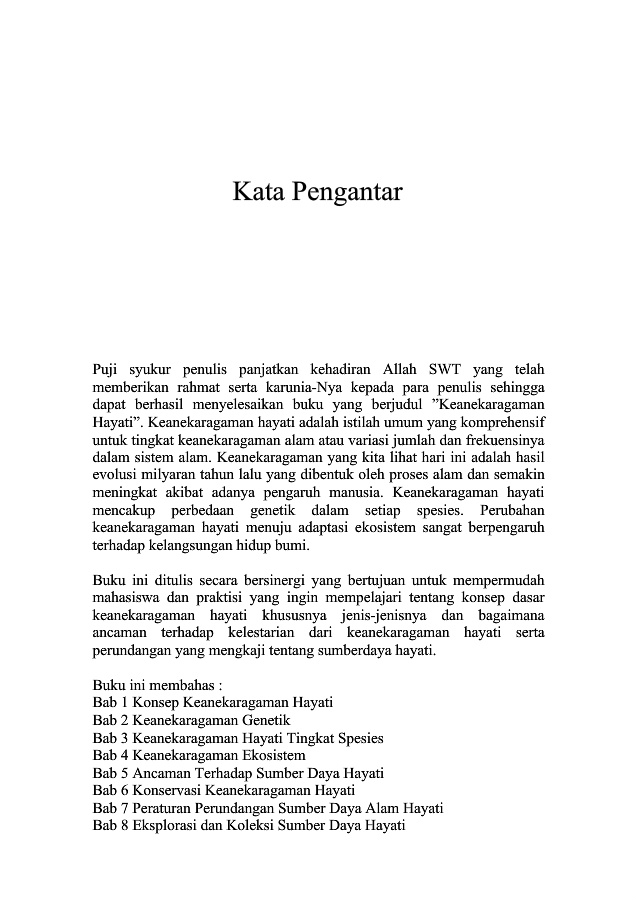 Kata Pengantar
Puji syukur penulis panjatkan kehadiran Allah SWT yang telah
memberikan rahmat serta karunia-Nya kepada para penulis sehingga
dapat berhasil menyelesaikan buku yang berjudul ”Keanekaragaman
Hayati”. Keanekaragaman hayati adalah istilah umum yang komprehensif
untuk tingkat keanekaragaman alam atau variasi jumlah dan frekuensinya
dalam sistem alam. Keanekaragaman yang kita lihat hari ini adalah hasil
evolusi milyaran tahun lalu yang dibentuk oleh proses alam dan semakin
meningkat akibat adanya pengaruh manusia. Keanekaragaman hayati
mencakup perbedaan genetik dalam setiap spesies. Perubahan
keanekaragaman hayati menuju adaptasi ekosistem sangat berpengaruh
terhadap kelangsungan hidup bumi.
Buku ini ditulis secara bersinergi yang bertujuan untuk mempermudah
mahasiswa dan praktisi yang ingin mempelajari tentang konsep dasar
keanekaragaman hayati khususnya jenis-jenisnya dan bagaimana
ancaman terhadap kelestarian dari keanekaragaman hayati serta
perundangan yang mengkaji tentang sumberdaya hayati.
Buku ini membahas :
Bab 1 Konsep Keanekaragaman Hayati
Bab 2 Keanekaragaman Genetik
Bab 3 Keanekaragaman Hayati Tingkat Spesies
Bab 4 Keanekaragaman Ekosistem
Bab 5 Ancaman Terhadap Sumber Daya Hayati
Bab 6 Konservasi Keanekaragaman Hayati
Bab 7 Peraturan Perundangan Sumber Daya Alam Hayati
Bab 8 Eksplorasi dan Koleksi Sumber Daya Hayati